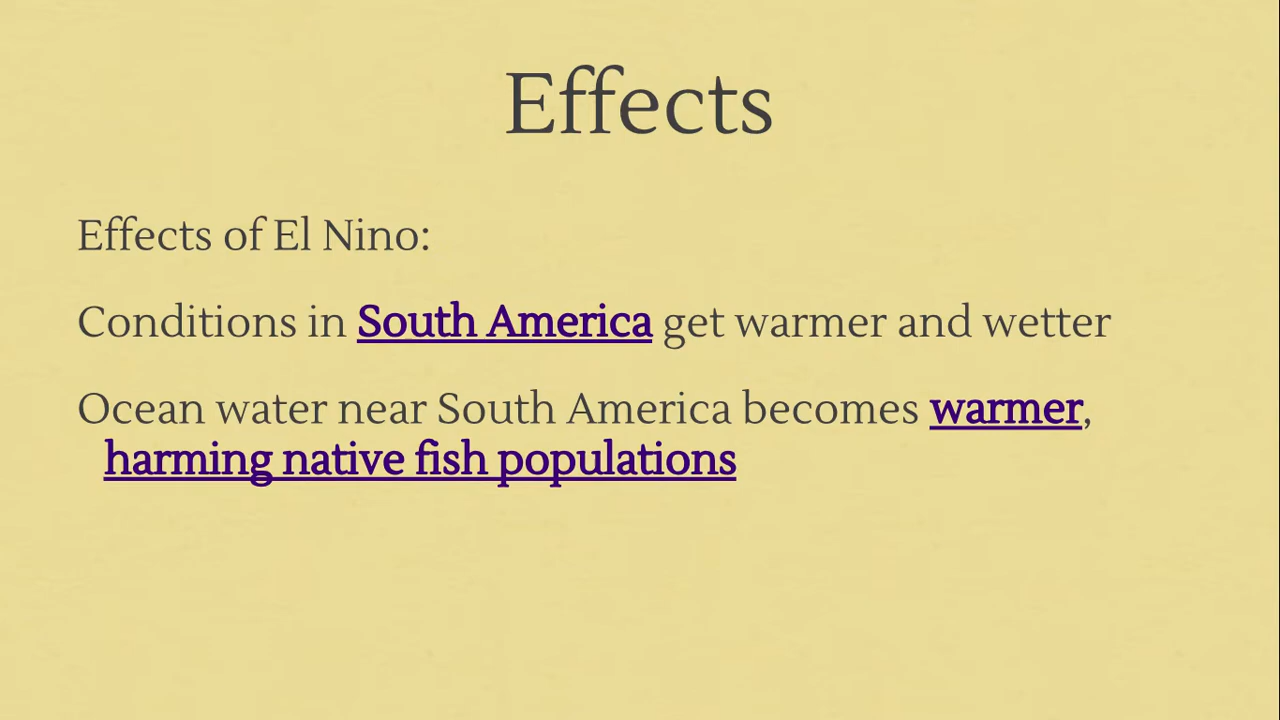 Effects
Effects of El Nino:
Conditions in South America get warmer and wetter
Ocean water near South America becomes warmer,
harming native fish populations